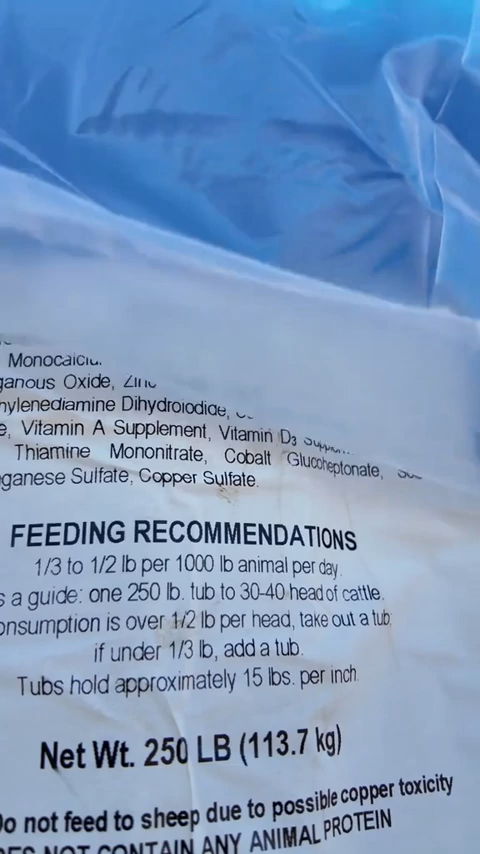 Monocalciu
ganous Oxide, Zinc
hylenediamine Dihydroiodide,
e, Vitamin A Supplement, Vitamin D3 Supplem
Thiamine Mononitrate, Cobalt Glucoheptonate,
ganese Sulfate, Copper Sulfate.
FEEDING RECOMMENDATIONS
1/3 to 1/2 lb per 1000 lb animal per day.
s a guide: one 250 lb. tub to 30-40 head of cattle.
onsumption is over 1/2 lb per head, take out a tub;
if under 1/3 lb, add a tub.
Tubs hold approximately 15 lbs. per inch.
Net Wt. 250 LB (113.7 kg)
Do not feed to sheep due to possible copper toxicity
ES NOT CONTAIN ANY ANIMAL PROTEIN